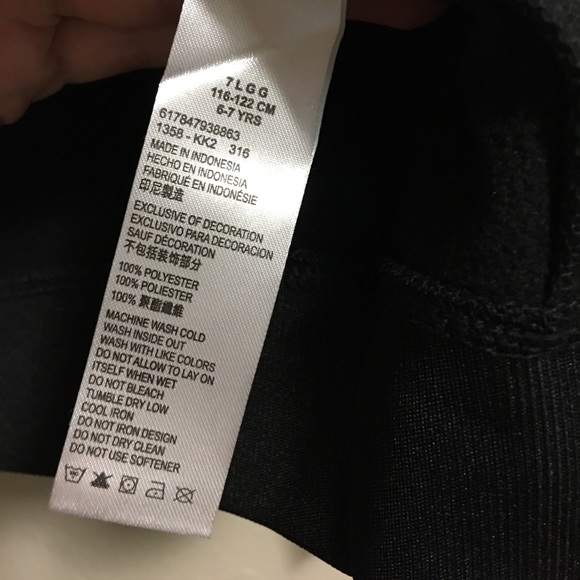 7 L G G
116-122 CM
6-7 YRS
617847938863
1358 - KK2 316
MADE IN INDONESIA
HECHO EN INDONESIA
FABRIQUÉ EN INDONÉSIE
印尼製造
EXCLUSIVE OF DECORATION
EXCLUSIVO PARA DECORACION
SAUF DÉCORATION
不包括装饰部分
100% POLYESTER
100% POLIESTER
100% 聚酯纖維
MACHINE WASH COLD
WASH INSIDE OUT
WASH WITH LIKE COLORS
DO NOT ALLOW TO LAY ON
ITSELF WHEN WET
DO NOT BLEACH
TUMBLE DRY LOW
COOL IRON
DO NOT IRON DESIGN
DO NOT DRY CLEAN
DO NOT USE SOFTENER